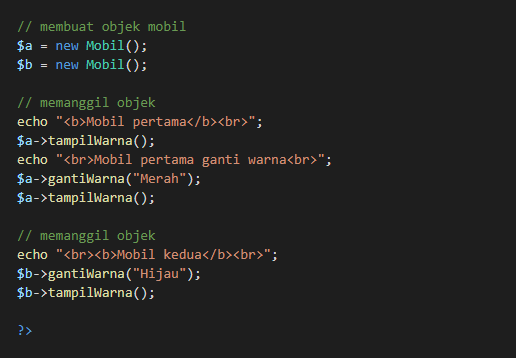 // membuat objek mobil
$a = new Mobil();
$b = new Mobil();
// memanggil objek
echo "<b>Mobil pertama</b><br>";
$a->tampilWarna();
echo "<br>Mobil pertama ganti warna<br>";
$a->gantiWarna("Merah");
$a->tampilWarna();
// memanggil objek
echo "<br><b>Mobil kedua</b><br>";
$b->gantiWarna("Hijau");
$b->tampilWarna();
?>